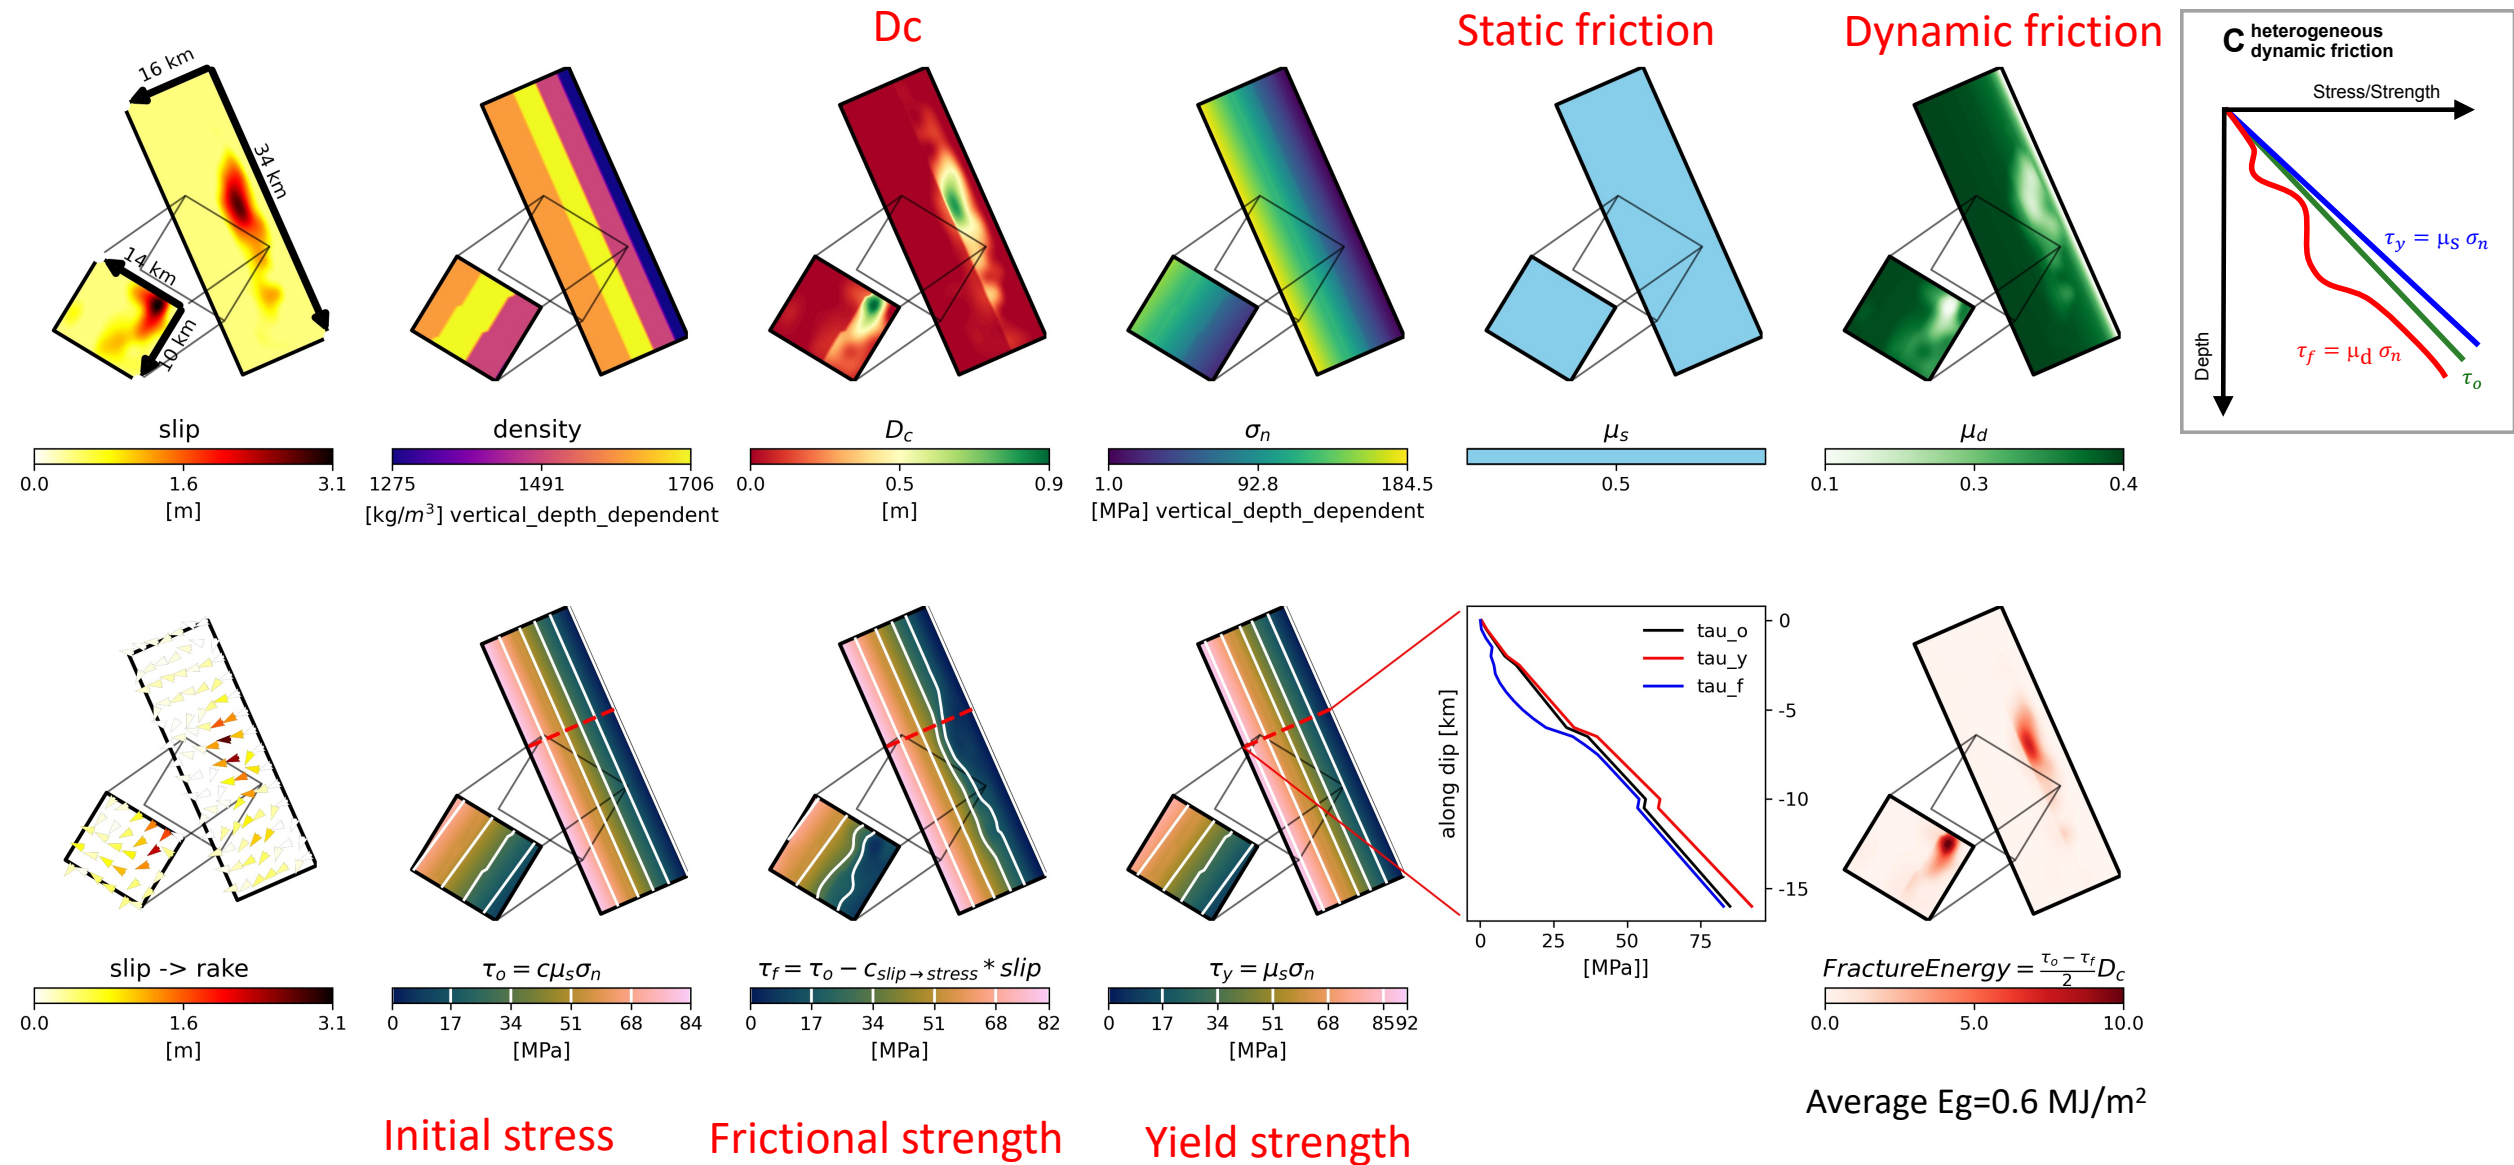 Dc
Static friction
Dynamic friction
C heterogeneous
dynamic friction
Stress/Strength
Depth
τy = μs σn
τf = μd σn
τo
16 km
34 km
14 km
10 km
slip
0.0 1.6 3.1
[m]
density
1275 1491 1706
[kg/m³] vertical_depth_dependent
Dc
0.0 0.5 0.9
[m]
σn
1.0 92.8 184.5
[MPa] vertical_depth_dependent
μs
0.5
μd
0.1 0.3 0.4
slip -> rake
0.0 1.6 3.1
[m]
τo = cμsσn
0 17 34 51 68 84
[MPa]
τf = τo − cslip→stress * slip
0 17 34 51 68 82
[MPa]
τy = μsσn
0 17 34 51 68 8592
[MPa]
tau_o
tau_y
tau_f
along dip [km]
0
-5
-10
-15
0 25 50 75
[MPa]]
FractureEnergy = τo − τf / 2 Dc
0.0 5.0 10.0
Average Eg=0.6 MJ/m²
Initial stress
Frictional strength
Yield strength